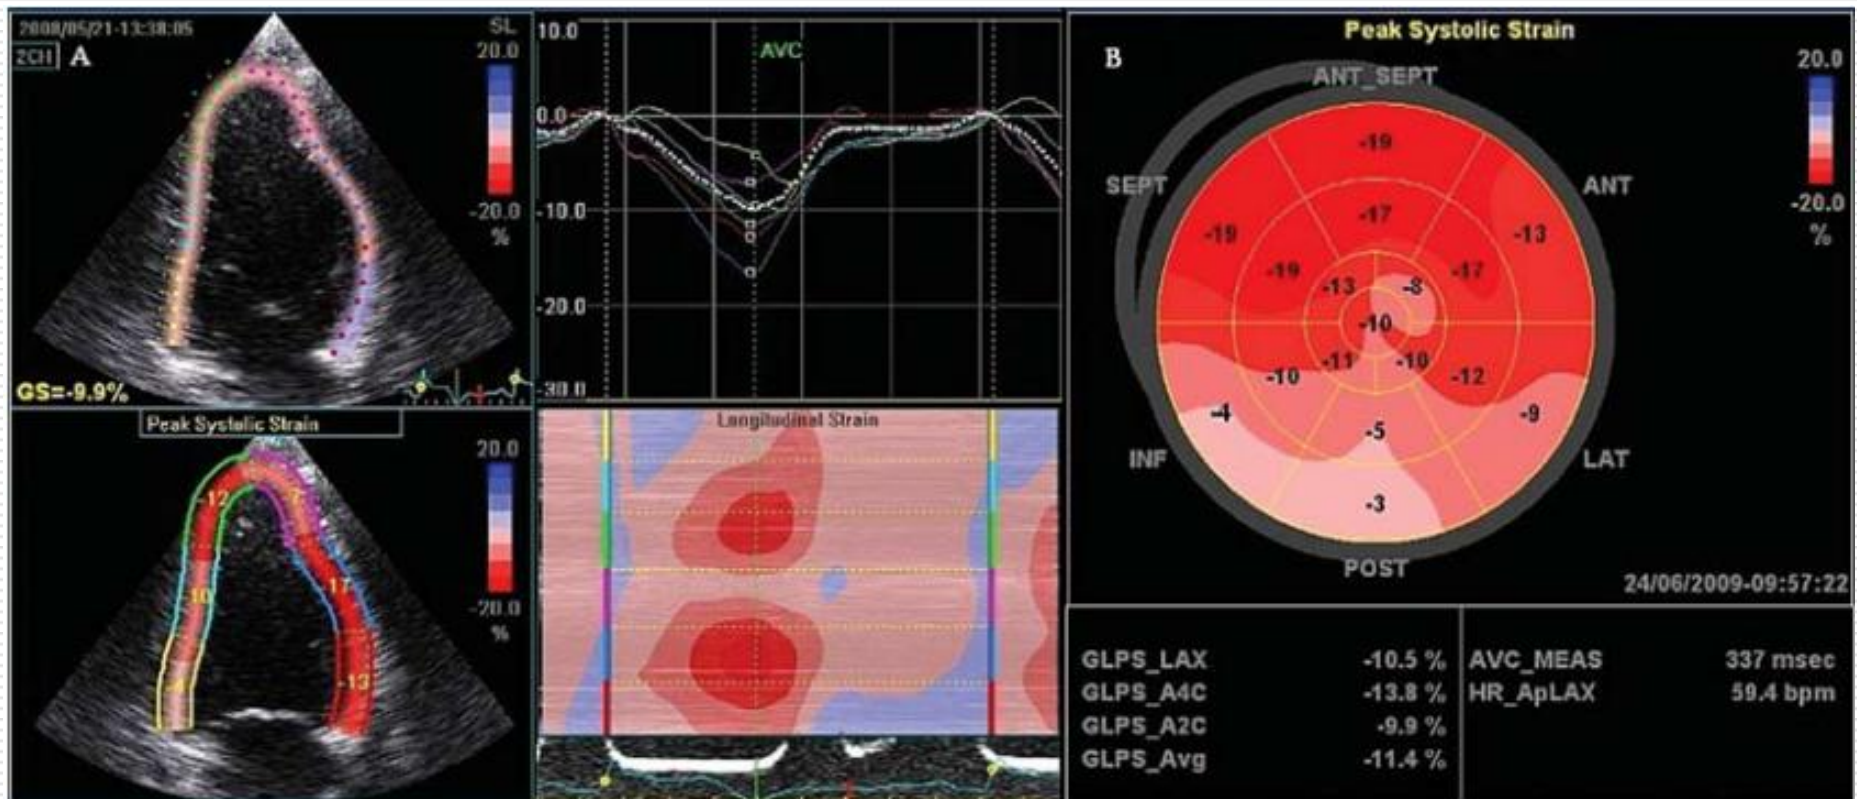 2008/05/21-13:38:05
2CH A
SL
20.0
-20.0
%
GS=-9.9%
10.0
AVC
0.0
-10.0
-20.0
-30.0
Peak Systolic Strain
20.0
-20.0
%
-12
-7
-10
17
-4
-13
Longitudinal Strain
B
Peak Systolic Strain
20.0
-20.0
%
ANT_SEPT
SEPT
ANT
INF
LAT
POST
-19
-17
-19
-13
-19
-17
-13
-8
-10
-11
-10
-10
-12
-4
-5
-9
-3
24/06/2009-09:57:22
GLPS_LAX -10.5 %
GLPS_A4C -13.8 %
GLPS_A2C -9.9 %
GLPS_Avg -11.4 %
AVC_MEAS 337 msec
HR_ApLAX 59.4 bpm